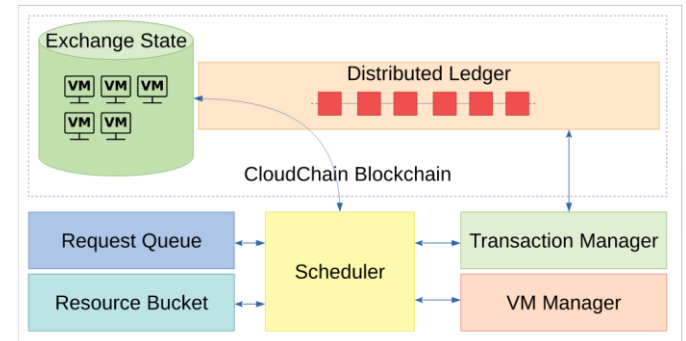 Exchange State
VM VM VM
VM VM
Distributed Ledger
CloudChain Blockchain
Request Queue
Scheduler
Transaction Manager
Resource Bucket
VM Manager